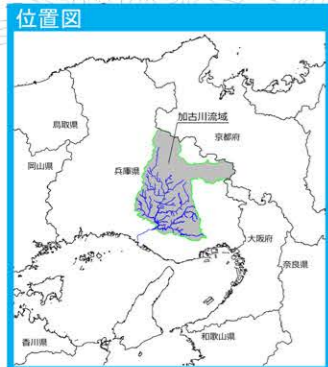 位置図
加古川流域
鳥取県
京都府
岡山県
兵庫県
大阪府
奈良県
香川県
和歌山県